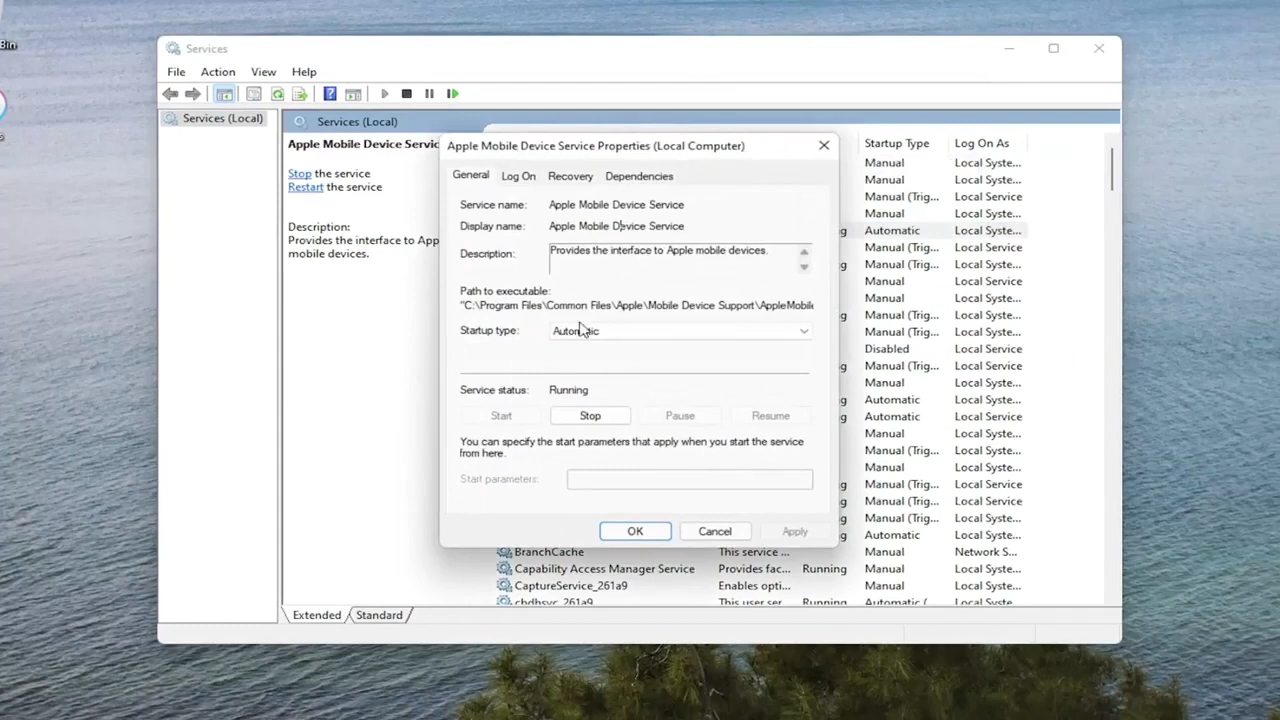 Bin
Services
File Action View Help
Services (Local)
Services (Local)
Apple Mobile Device Servic
Stop the service
Restart the service
Description:
Provides the interface to App
mobile devices.
Apple Mobile Device Service Properties (Local Computer)
General Log On Recovery Dependencies
Service name: Apple Mobile Device Service
Display name: Apple Mobile Device Service
Description: Provides the interface to Apple mobile devices.
Path to executable:
"C:\Program Files\Common Files\Apple\Mobile Device Support\AppleMobile
Startup type: Automatic
Service status: Running
Start Stop Pause Resume
You can specify the start parameters that apply when you start the service
from here.
Start parameters:
OK Cancel Apply
Startup Type Log On As
Manual Local Syste...
Manual Local Syste...
Manual (Trig... Local Service
Manual Local Syste...
Automatic Local Syste...
Manual (Trig... Local Service
Manual (Trig... Local Syste...
Manual Local Service
Manual (Trig... Local Syste...
Manual Local Syste...
Manual (Trig... Local Syste...
Disabled Local Service
Manual (Trig... Local Service
Manual Local Syste...
Automatic Local Syste...
Automatic Local Service
Manual Local Syste...
Manual (Trig... Local Syste...
Manual Local Syste...
Manual (Trig... Local Service
Manual (Trig... Local Service
Manual (Trig... Local Syste...
Automatic Local Syste...
BranchCache This service ... Manual Network S...
Capability Access Manager Service Provides fac... Running Manual Local Syste...
CaptureService_261a9 Enables opti... Manual Local Syste...
cbdhsvc_261a9 This user ser... Running Automatic ( Local Syste...
Extended Standard